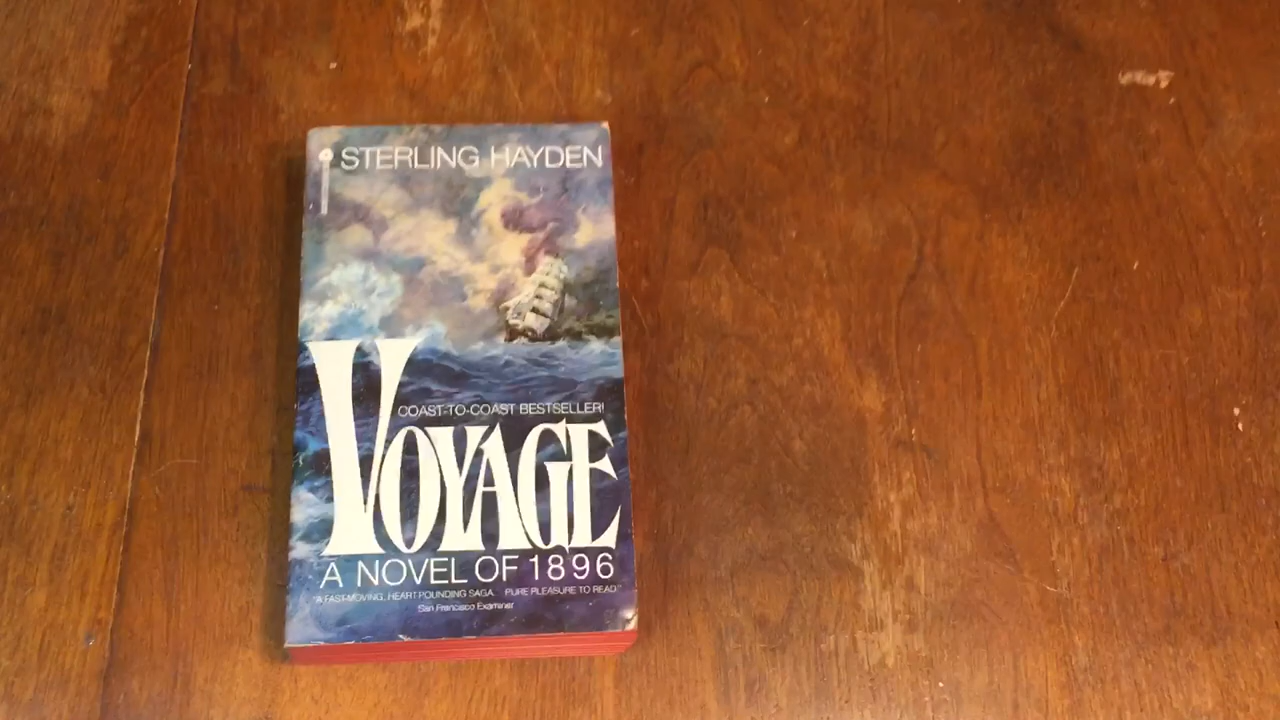 STERLING HAYDEN
COAST-TO-COAST BESTSELLER!
VOYAGE
A NOVEL OF 1896
"A FAST-MOVING, HEART-POUNDING SAGA. PURE PLEASURE TO READ."
San Francisco Examiner